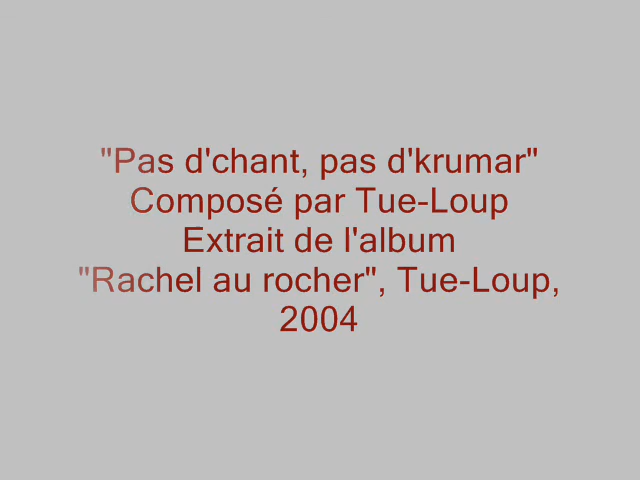 "Pas d'chant, pas d'krumar"
Composé par Tue-Loup
Extrait de l'album
"Rachel au rocher", Tue-Loup,
2004